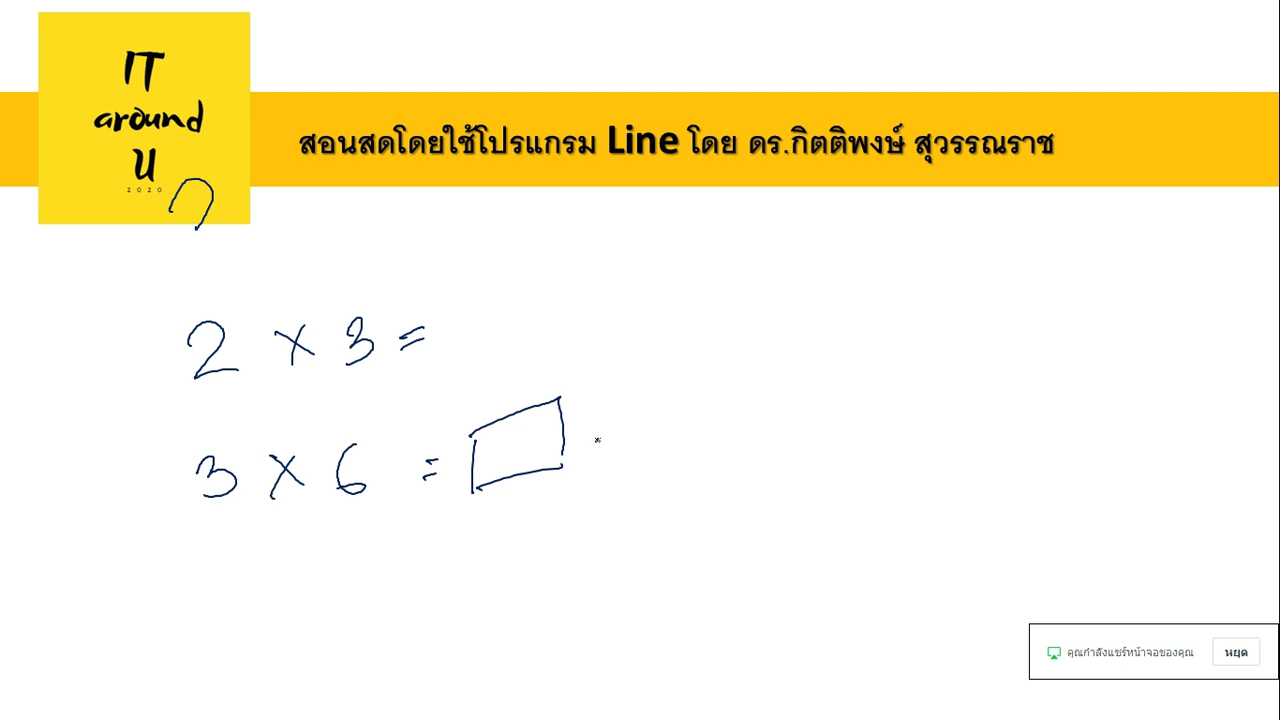 IT
around
U
2020
สอนสดโดยใช้โปรแกรม Line โดย ดร.กิตติพงษ์ สุวรรณราช
2 × 3 =
3 × 6 =
คุณกำลังแชร์หน้าจอของคุณ
หยุด